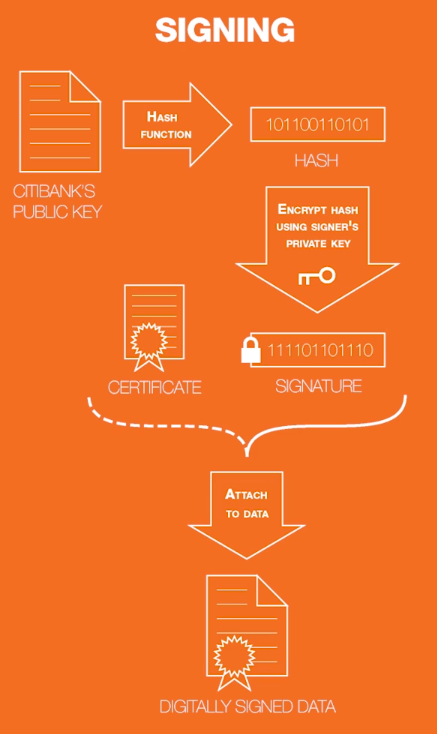 SIGNING
HASH
FUNCTION
101100110101
HASH
CITIBANK'S
PUBLIC KEY
ENCRYPT HASH
USING SIGNER'S
PRIVATE KEY
111101101110
CERTIFICATE
SIGNATURE
ATTACH
TO DATA
DIGITALLY SIGNED DATA